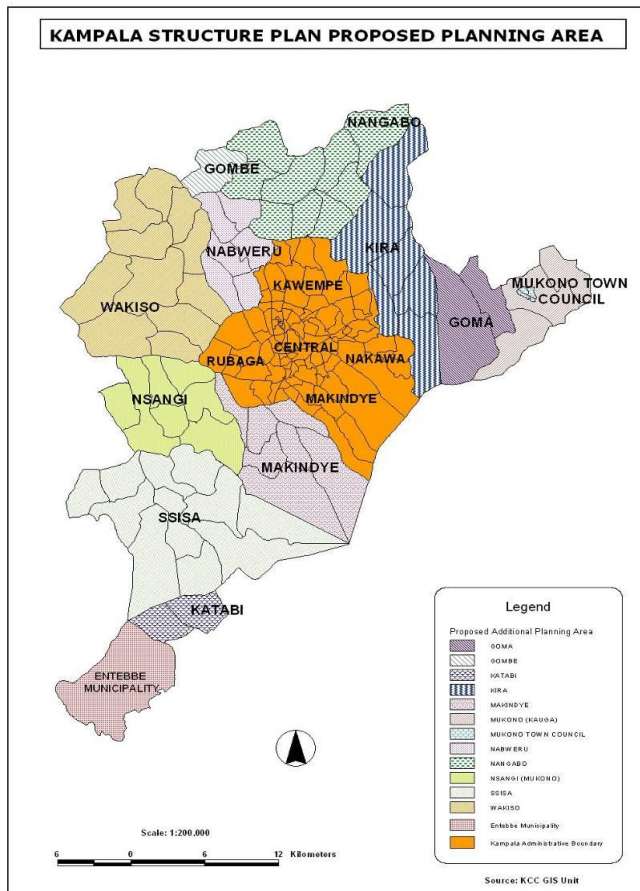 KAMPALA STRUCTURE PLAN PROPOSED PLANNING AREA
NANGABO
GOMBE
NABWERU
KIRA
KAWEMPE
MUKONO TOWN
COUNCIL
WAKISO
GOMA
CENTRAL
RUBAGA
NAKAWA
NSANGI
MAKINDYE
MAKINDYE
SSISA
KATABI
ENTEBBE
MUNICIPALITY
Legend
Proposed Additional Planning Area
GOMA
GOMBE
KATABI
KIRA
MAKINDYE
MUKONO (KAUGA)
MUKONO TOWN COUNCIL
NABWERU
NANGABO
NSANGI (MUKONO)
SSISA
WAKISO
Entebbe Municipality
Kampala Administrative Boundary
Scale: 1:200,000
6 0 6 12 Kilometers
Source: KCC GIS Unit